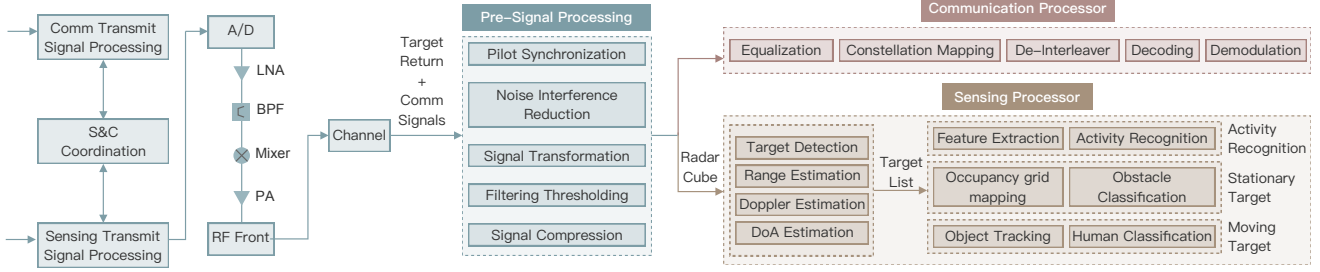 Comm Transmit
Signal Processing
S&C
Coordination
Sensing Transmit
Signal Processing
A/D
LNA
BPF
Mixer
PA
RF Front
Channel
Target
Return
+
Comm
Signals
Pre-Signal Processing
Pilot Synchronization
Noise Interference
Reduction
Signal Transformation
Filtering Thresholding
Signal Compression
Communication Processor
Equalization
Constellation Mapping
De-Interleaver
Decoding
Demodulation
Sensing Processor
Radar
Cube
Target Detection
Range Estimation
Doppler Estimation
DoA Estimation
Target
List
Feature Extraction
Activity Recognition
Activity
Recognition
Occupancy grid
mapping
Obstacle
Classification
Stationary
Target
Object Tracking
Human Classification
Moving
Target